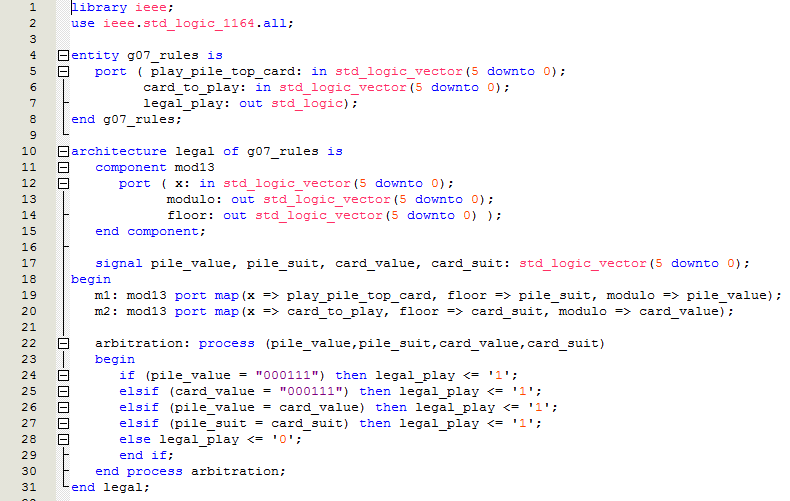 1 library ieee;
2 use ieee.std_logic_1164.all;
3
4 entity g07_rules is
5 port ( play_pile_top_card: in std_logic_vector(5 downto 0);
6 card_to_play: in std_logic_vector(5 downto 0);
7 legal_play: out std_logic);
8 end g07_rules;
9
10 architecture legal of g07_rules is
11 component mod13
12 port ( x: in std_logic_vector(5 downto 0);
13 modulo: out std_logic_vector(5 downto 0);
14 floor: out std_logic_vector(5 downto 0) );
15 end component;
16
17 signal pile_value, pile_suit, card_value, card_suit: std_logic_vector(5 downto 0);
18 begin
19 m1: mod13 port map(x => play_pile_top_card, floor => pile_suit, modulo => pile_value);
20 m2: mod13 port map(x => card_to_play, floor => card_suit, modulo => card_value);
21
22 arbitration: process (pile_value,pile_suit,card_value,card_suit)
23 begin
24 if (pile_value = "000111") then legal_play <= '1';
25 elsif (card_value = "000111") then legal_play <= '1';
26 elsif (pile_value = card_value) then legal_play <= '1';
27 elsif (pile_suit = card_suit) then legal_play <= '1';
28 else legal_play <= '0';
29 end if;
30 end process arbitration;
31 end legal;